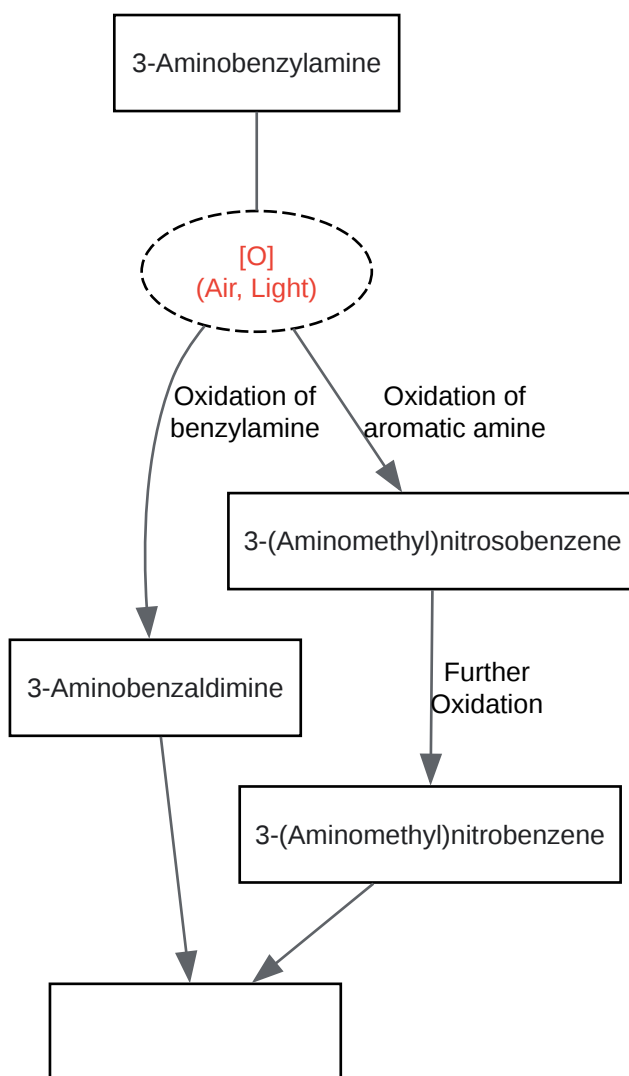 3-Aminobenzylamine
[O]
(Air, Light)
Oxidation of
benzylamine
Oxidation of
aromatic amine
3-(Aminomethyl)nitrosobenzene
3-Aminobenzaldimine
Further
Oxidation
3-(Aminomethyl)nitrobenzene